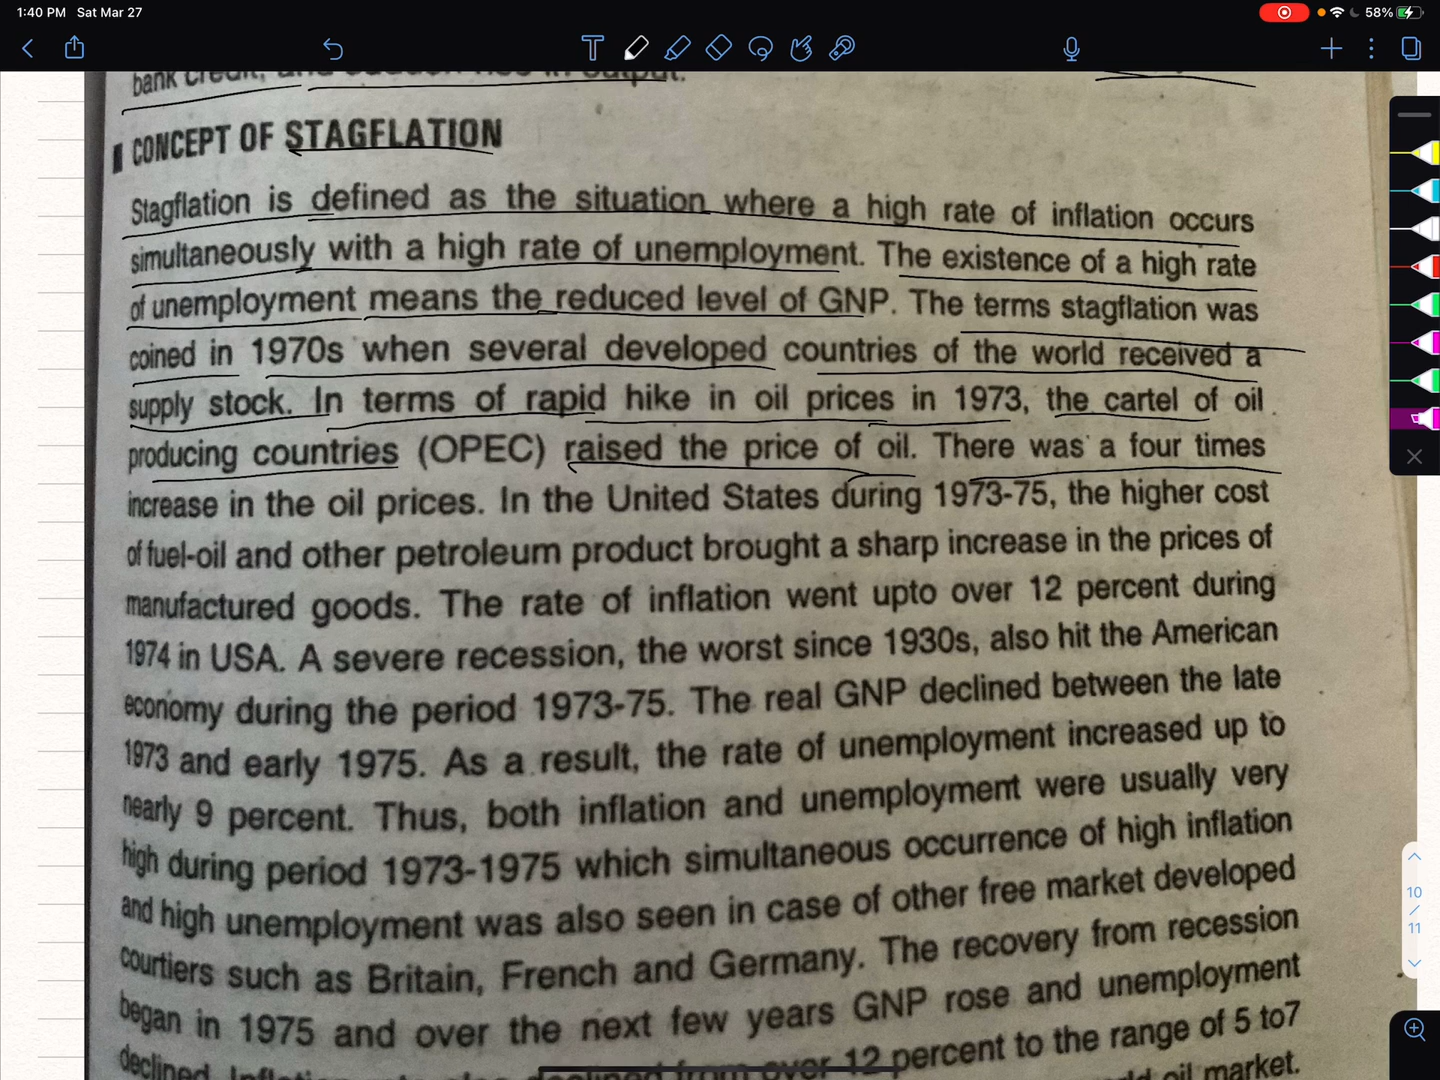 1:40 PM Sat Mar 27
58%
bank credit,
CONCEPT OF STAGFLATION
Stagflation is defined as the situation where a high rate of inflation occurs
simultaneously with a high rate of unemployment. The existence of a high rate
of unemployment means the reduced level of GNP. The terms stagflation was
coined in 1970s when several developed countries of the world received a
supply stock. In terms of rapid hike in oil prices in 1973, the cartel of oil
producing countries (OPEC) raised the price of oil. There was a four times
increase in the oil prices. In the United States during 1973-75, the higher cost
of fuel-oil and other petroleum product brought a sharp increase in the prices of
manufactured goods. The rate of inflation went upto over 12 percent during
1974 in USA. A severe recession, the worst since 1930s, also hit the American
economy during the period 1973-75. The real GNP declined between the late
1973 and early 1975. As a result, the rate of unemployment increased up to
nearly 9 percent. Thus, both inflation and unemployment were usually very
high during period 1973-1975 which simultaneous occurrence of high inflation
and high unemployment was also seen in case of other free market developed
courtiers such as Britain, French and Germany. The recovery from recession
began in 1975 and over the next few years GNP rose and unemployment
declined. over 12 percent to the range of 5 to7
oil market.
10
/
11